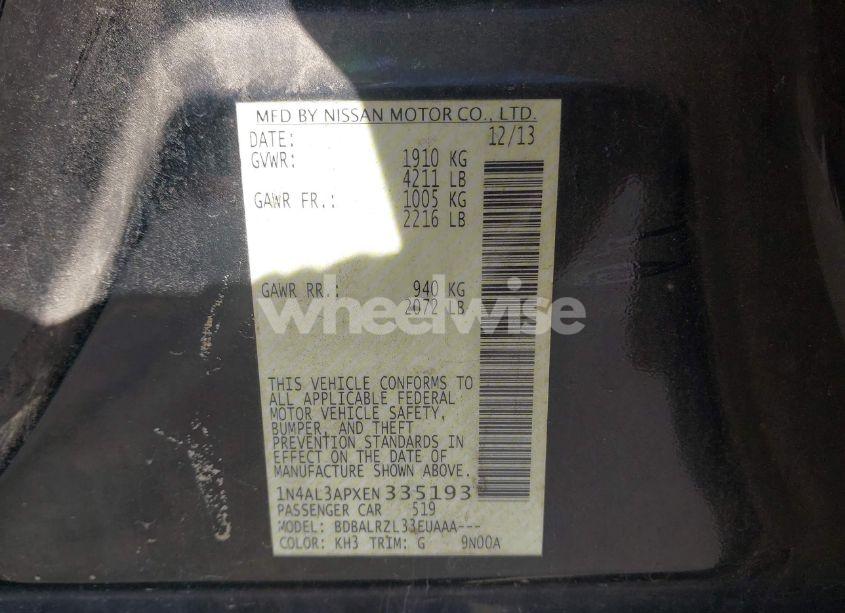 MFD BY NISSAN MOTOR CO., LTD.
DATE: 12/13
GVWR: 1910 KG
4211 LB
GAWR FR.: 1005 KG
2216 LB
GAWR RR.: 940 KG
2072 LB
wheelwise
THIS VEHICLE CONFORMS TO
ALL APPLICABLE FEDERAL
MOTOR VEHICLE SAFETY,
BUMPER, AND THEFT
PREVENTION STANDARDS IN
EFFECT ON THE DATE OF
MANUFACTURE SHOWN ABOVE.
1N4AL3APXEN335193
PASSENGER CAR 519
MODEL: BDBALRZL33EUAAA---
COLOR: KH3 TRIM: G 9N00A